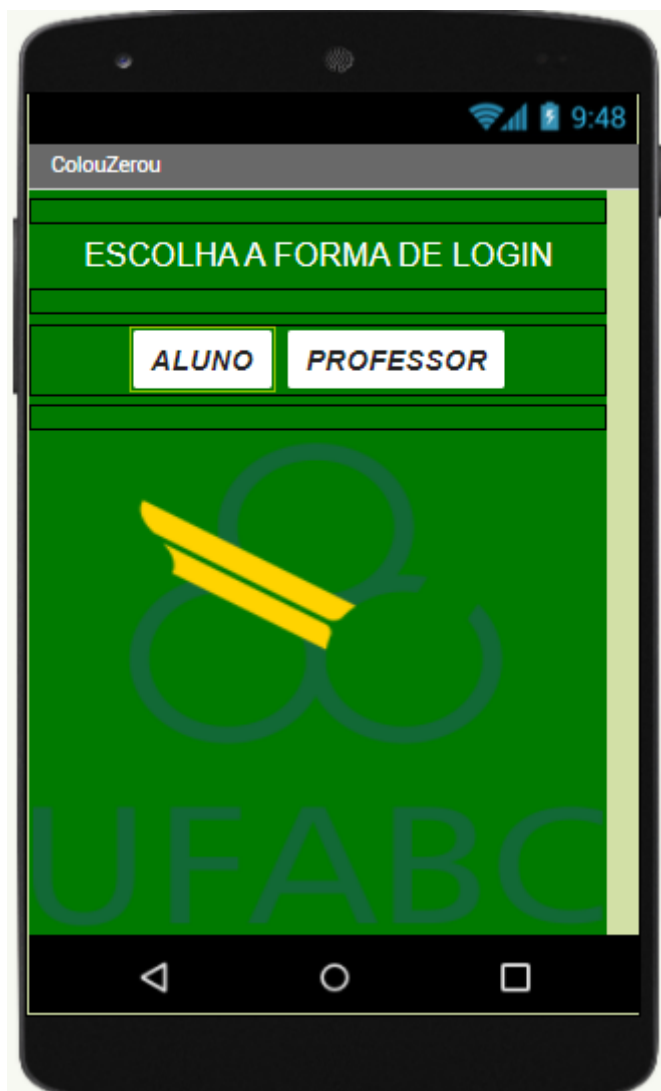 9:48
ColouZerou
ESCOLHA A FORMA DE LOGIN
ALUNO PROFESSOR
UFABC